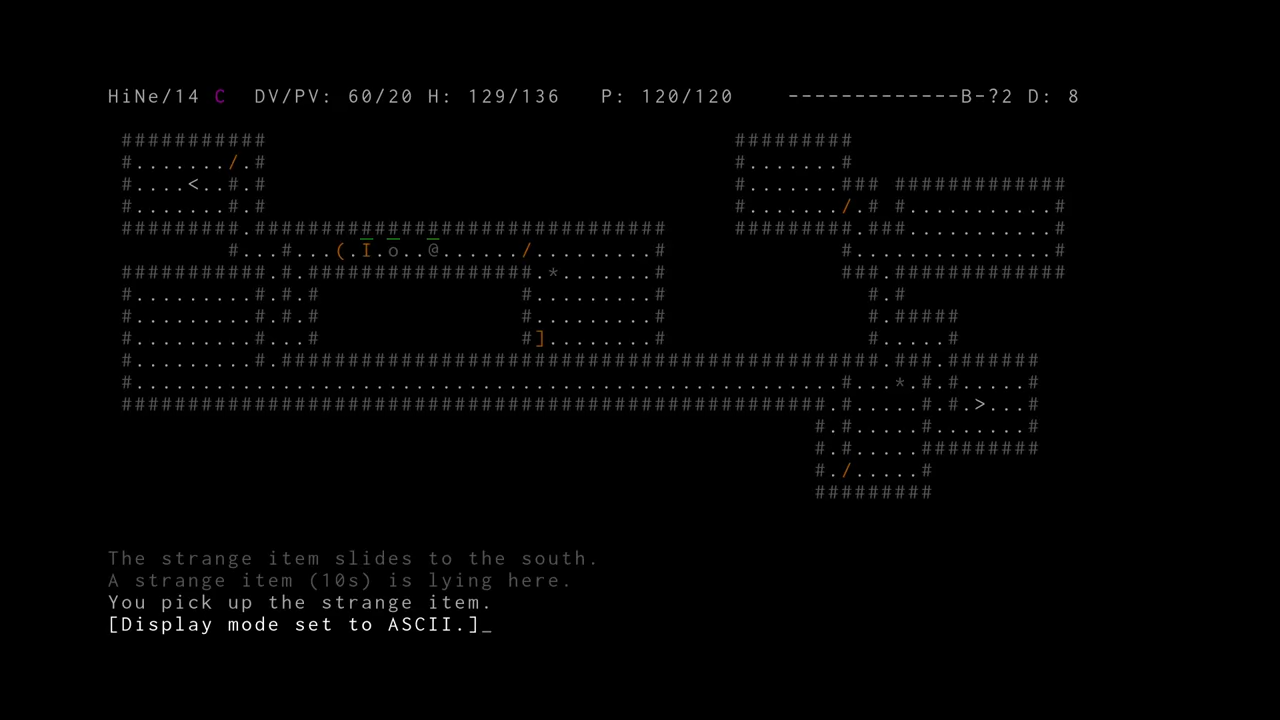 HiNe/14 C  DV/PV: 60/20 H: 129/136   P: 120/120    -------------B-?2 D: 8
###########                                   #########
#......./.#                                   #.......#
#....<..#.#                                   #.......### #############
#.......#.#                                   #......./.# #...........#
#########.###############################     #########.###...........#
        #...#...(.I.o..@....../.........#             #...............#
###########.#.#################.*.......#             ###.#############
#.........#.#.#               #.........#               #.#
#.........#.#.#               #.........#               #.#####
#.........#...#               #]........#               #.....#
#.........#.#############################################.###.#######
#.....................................................#...*.#.#.....#
#####################################################.#.....#.#.>...#
                                                    #.#.....#.......#
                                                    #.#.....#########
                                                    #./.....#
                                                    #########
The strange item slides to the south.
A strange item (10s) is lying here.
You pick up the strange item.
[Display mode set to ASCII.]_